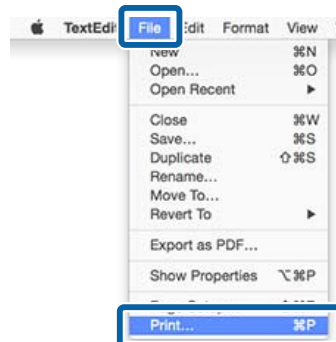 TextEdit File Edit Format View
New ⌘N
Open... ⌘O
Open Recent ▶
Close ⌘W
Save... ⌘S
Duplicate ⇧⌘S
Rename...
Move To...
Revert To ▶
Export as PDF...
Show Properties ⌥⌘P
Print... ⌘P